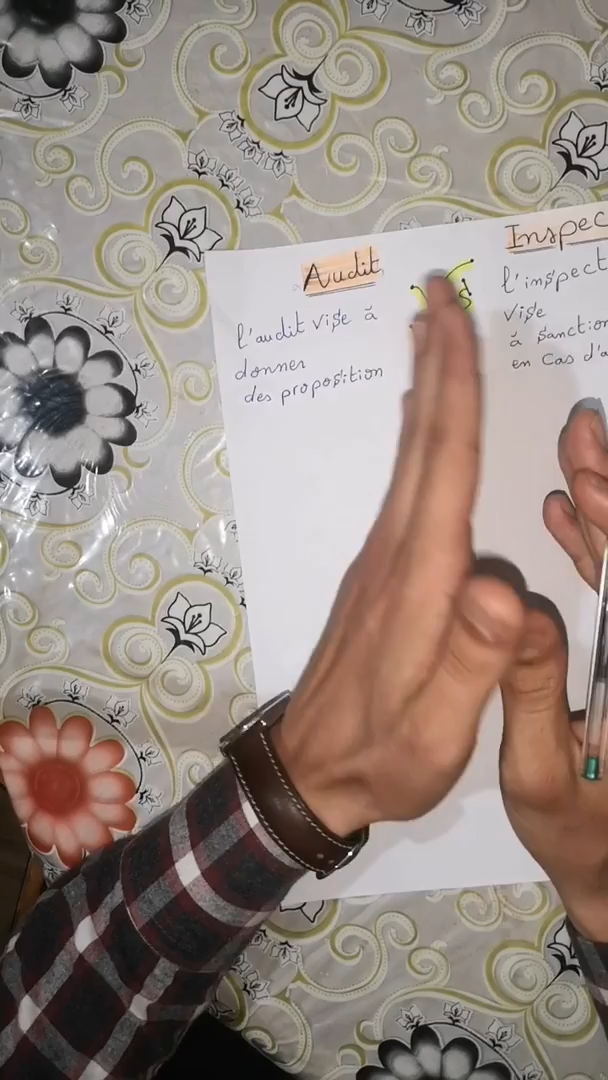 Audit
l'audit vise à
donner
des proposition
Inspec
l'inspect
vise
à sanction
en cas d'a